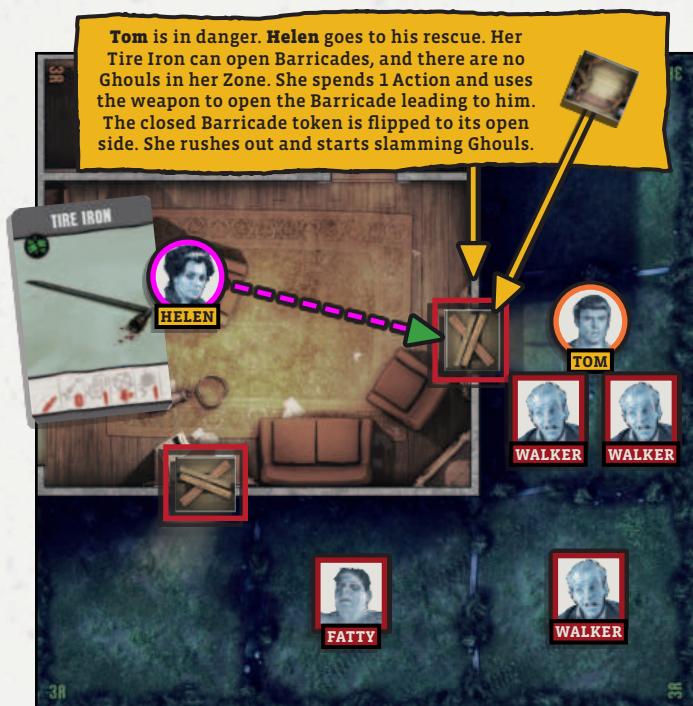 Tom is in danger. Helen goes to his rescue. Her
Tire Iron can open Barricades, and there are no
Ghouls in her Zone. She spends 1 Action and uses
the weapon to open the Barricade leading to him.
The closed Barricade token is flipped to its open
side. She rushes out and starts slamming Ghouls.
3R
TIRE IRON
HELEN
TOM
WALKER
WALKER
FATTY
WALKER
3R
3R